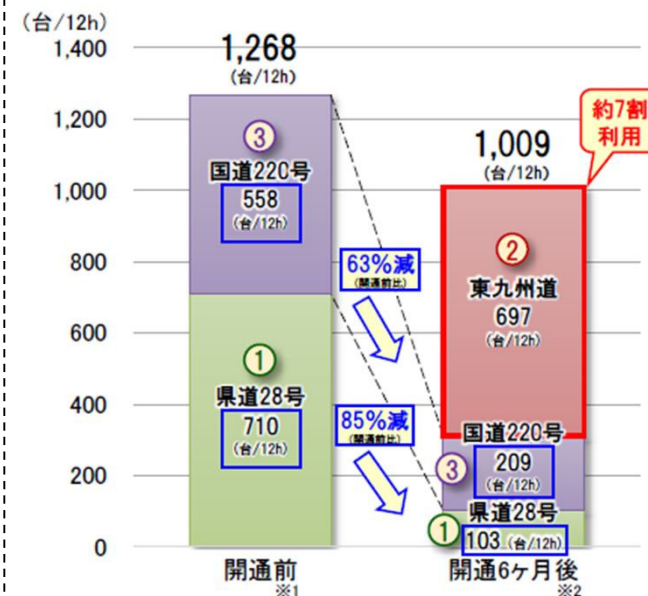 (台/12h)
1,400
1,200
1,000
800
600
400
200
0
1,268
(台/12h)
③
国道220号
558
(台/12h)
①
県道28号
710
(台/12h)
63%減
(開通前比)
85%減
(開通前比)
1,009
(台/12h)
約7割
利用
②
東九州道
697
(台/12h)
国道220号
③
209
(台/12h)
県道28号
①
103 (台/12h)
開通前
※1
開通6ヶ月後
※2